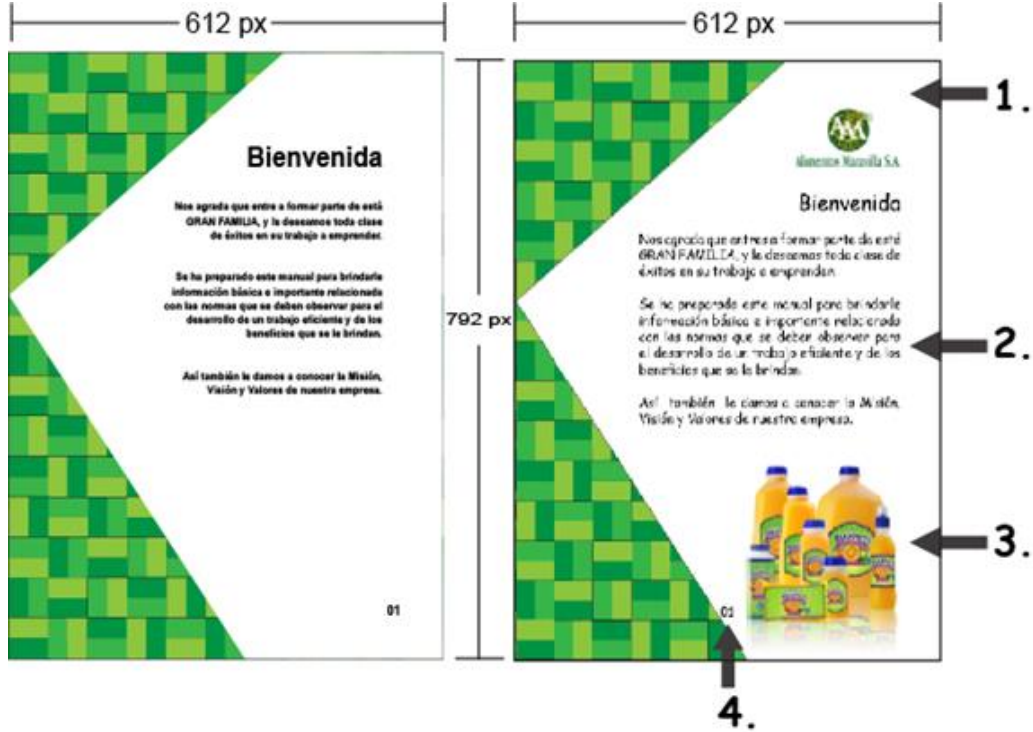 612 px
612 px
Bienvenida
Nos agrada que entre a formar parte de está
GRAN FAMILIA, y le deseamos toda clase
de éxitos en su trabajo a emprender.
Se ha preparado este manual para brindarle
información básica e importante relacionada
con las normas que se deben observar para el
desarrollo de un trabajo eficiente y de los
beneficios que se le brindan.
Así también le damos a conocer la Misión,
Visión y Valores de nuestra empresa.
01
792 px
1.
Alimentos Maravilla S.A.
Bienvenida
Nos agrada que entres a formar parte de esté
GRAN FAMILIA, y le deseamos toda clase de
éxitos en su trabajo a emprender.
Se ha preparado este manual para brindarle
información básica e importante relacionada
con las normas que se deben observar para
el desarrollo de un trabajo eficiente y de los
beneficios que se le brindan.
Así también le damos a conocer la Misión,
Visión y Valores de nuestra empresa.
2.
3.
01
4.